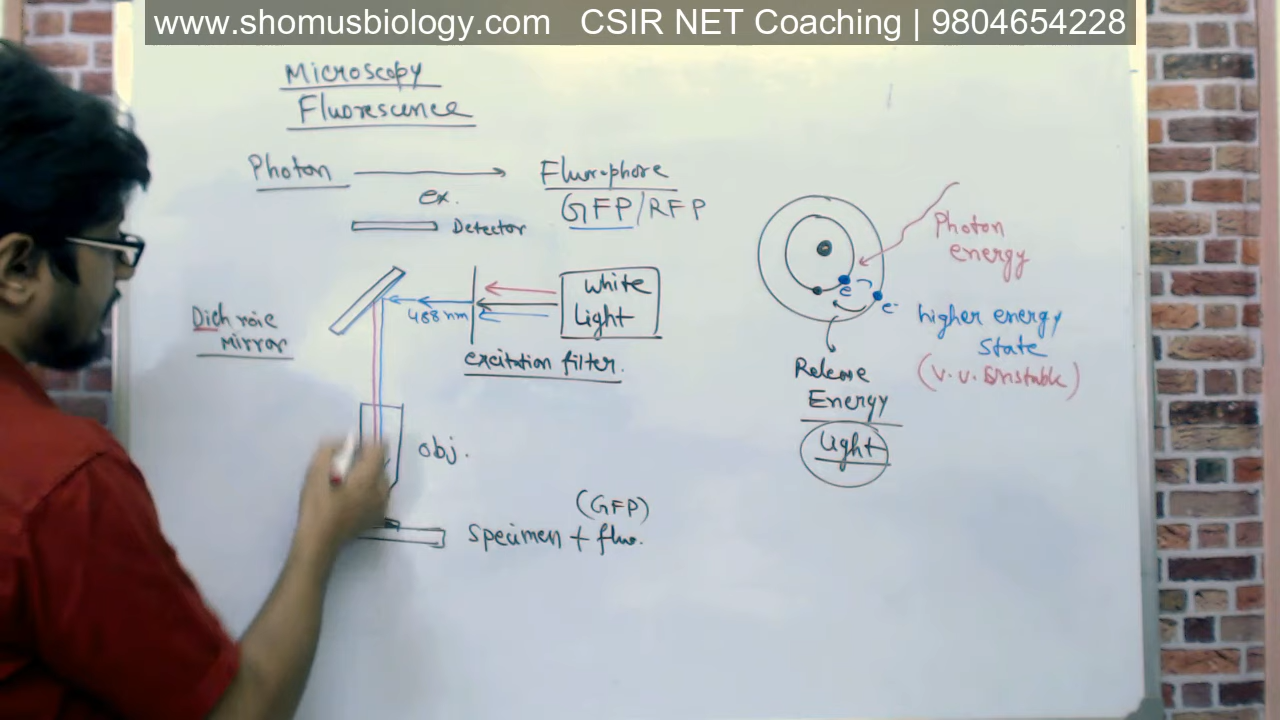 www.shomusbiology.com CSIR NET Coaching | 9804654228
Microscopy
Fluorescence
Photon
ex.
Fluorophore
GFP/RFP
Detector
White
Light
488 nm
excitation filter.
Dichroic
Mirror
obj.
(GFP)
Specimen + fluo.
Photon
energy
e
e-
higher energy
state
(v.v. Unstable)
Release
Energy
Light